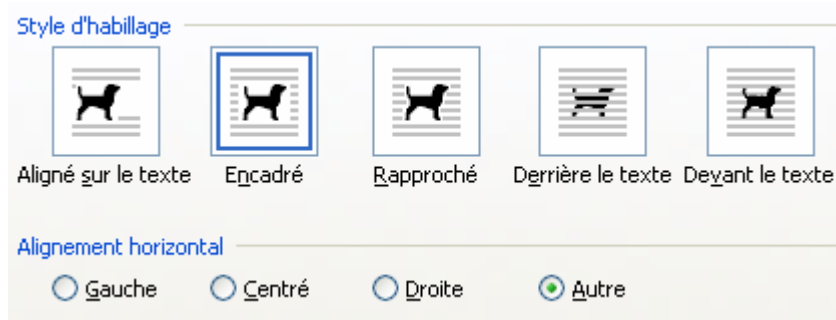 Style d'habillage
Aligné sur le texte Encadré Rapproché Derrière le texte Devant le texte
Alignement horizontal
Gauche Centré Droite Autre